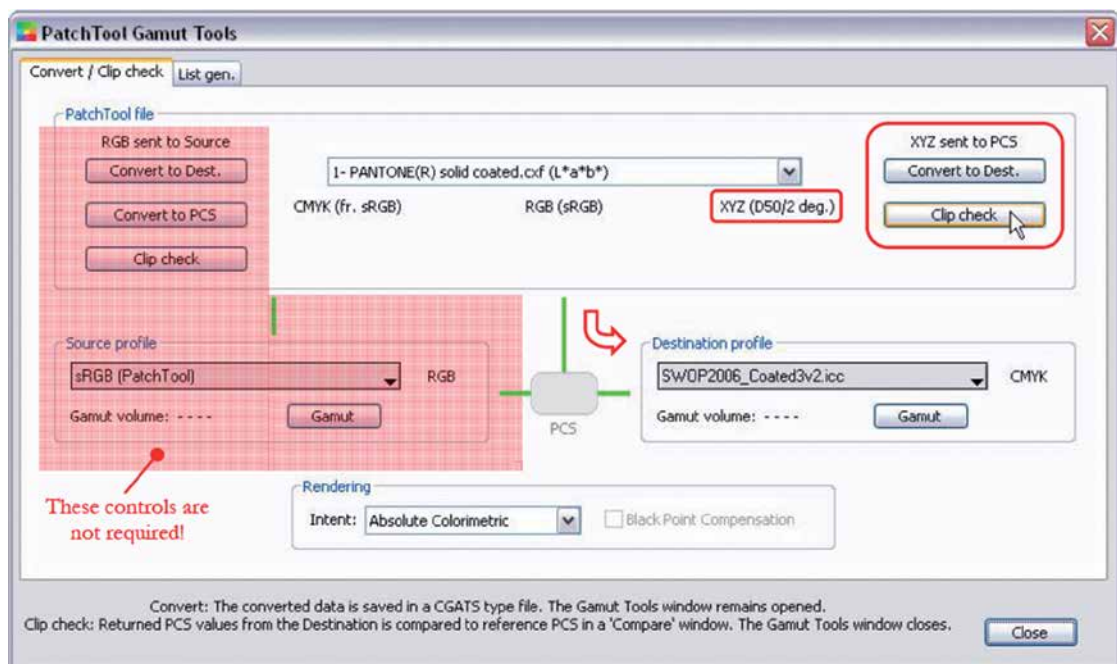 PatchTool Gamut Tools
Convert / Clip check
List gen.
PatchTool file
RGB sent to Source
XYZ sent to PCS
Convert to Dest.
1- PANTONE(R) solid coated.cxf (L*a*b*)
Convert to Dest.
Convert to PCS
CMYK (fr. sRGB)
RGB (sRGB)
XYZ (D50/2 deg.)
Clip check
Clip check
Source profile
Destination profile
sRGB (PatchTool)
RGB
SWOP2006_Coated3v2.icc
CMYK
Gamut volume: - - - -
Gamut
PCS
Gamut volume: - - - -
Gamut
These controls are
not required!
Rendering
Intent:
Absolute Colorimetric
Black Point Compensation
Convert: The converted data is saved in a CGATS type file. The Gamut Tools window remains opened.
Clip check: Returned PCS values from the Destination is compared to reference PCS in a 'Compare' window. The Gamut Tools window closes.
Close